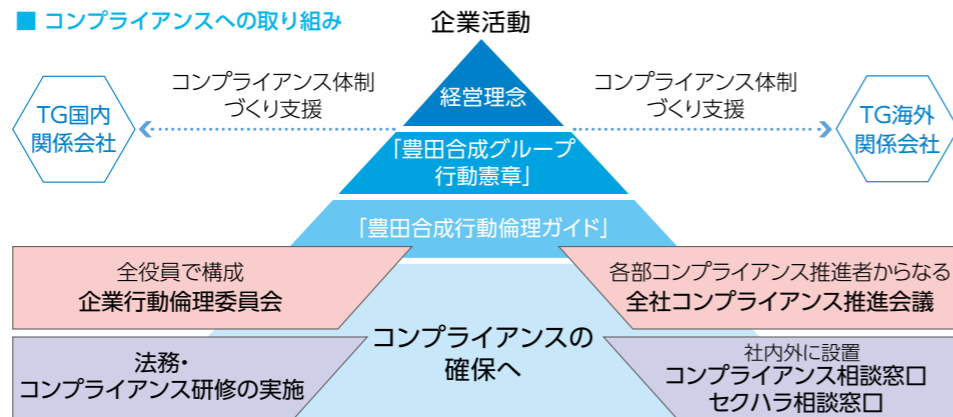 ■ コンプライアンスへの取り組み
企業活動
TG国内
関係会社
コンプライアンス体制
づくり支援
経営理念
コンプライアンス体制
づくり支援
TG海外
関係会社
「豊田合成グループ
行動憲章」
「豊田合成行動倫理ガイド」
全役員で構成
企業行動倫理委員会
各部コンプライアンス推進者からなる
全社コンプライアンス推進会議
コンプライアンスの
確保へ
法務・
コンプライアンス研修の実施
社内外に設置
コンプライアンス相談窓口
セクハラ相談窓口